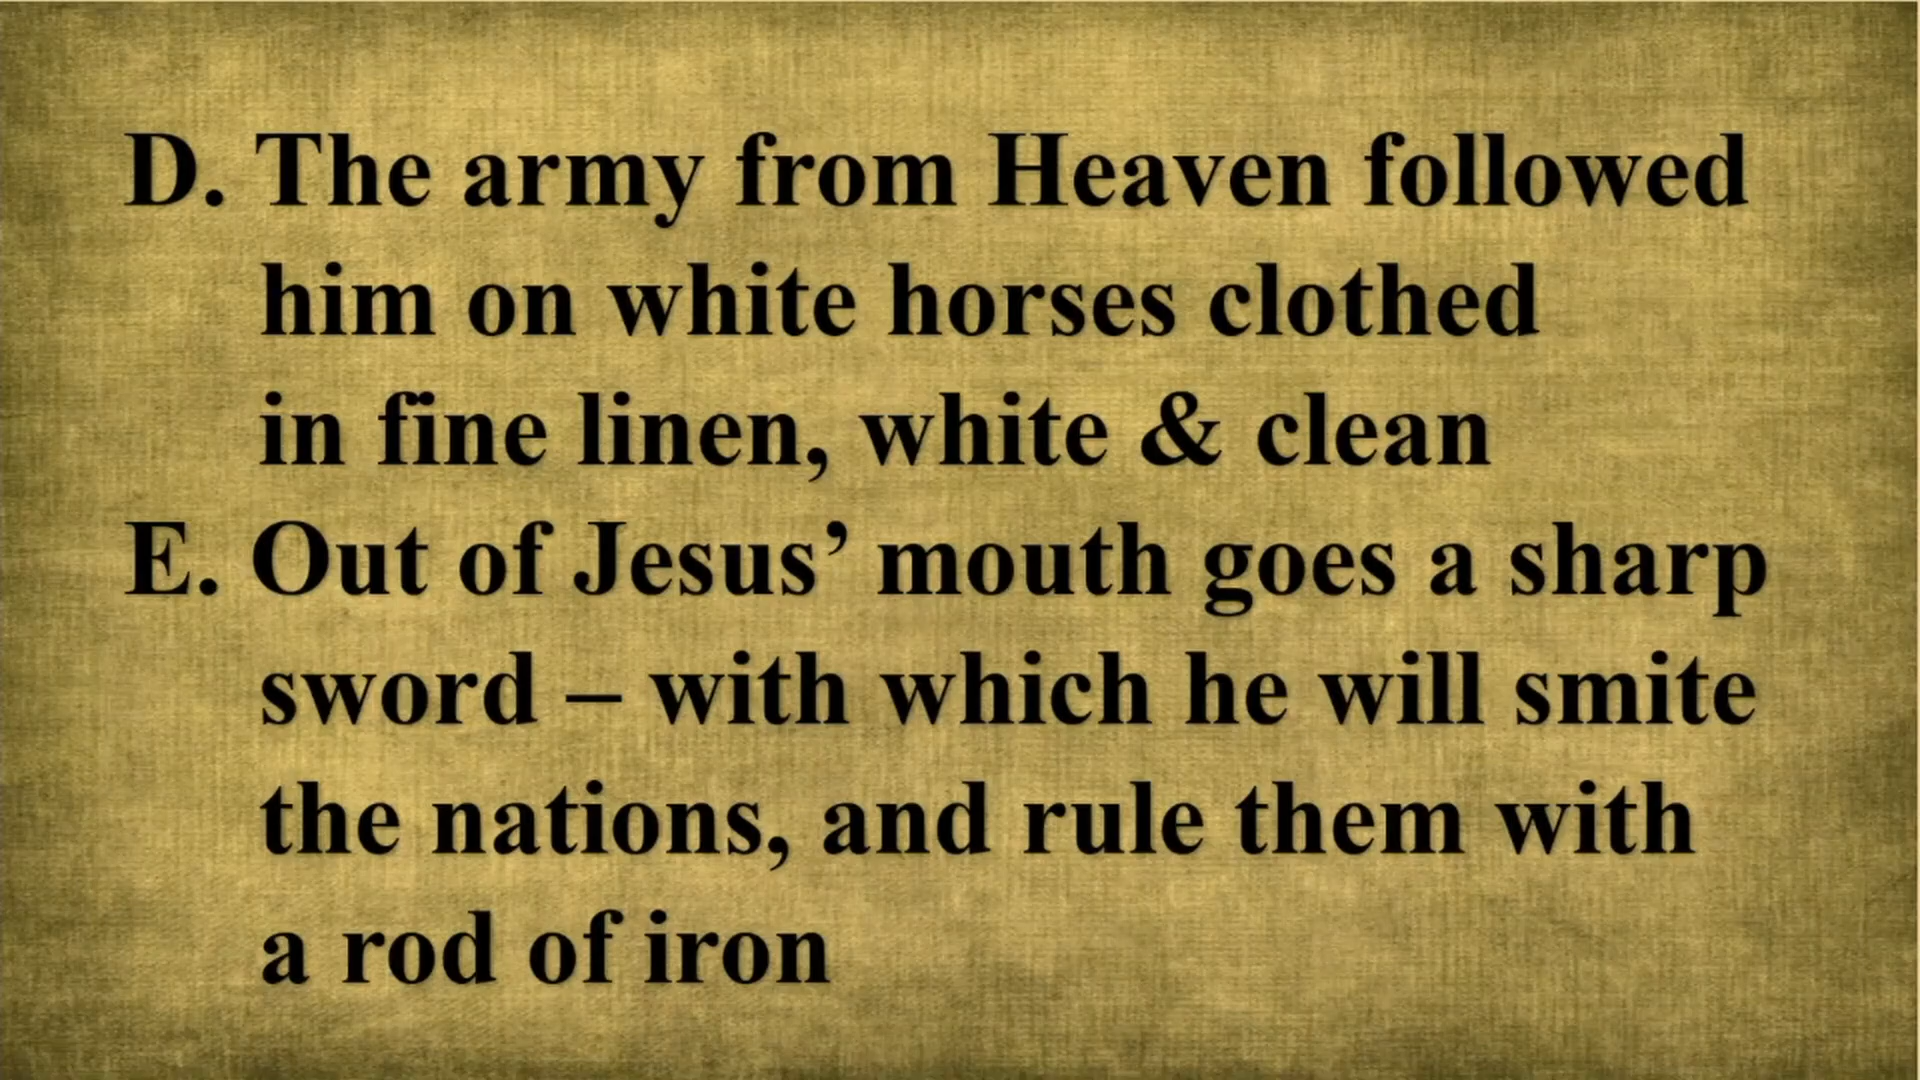 D. The army from Heaven followed
him on white horses clothed
in fine linen, white & clean
E. Out of Jesus’ mouth goes a sharp
sword – with which he will smite
the nations, and rule them with
a rod of iron